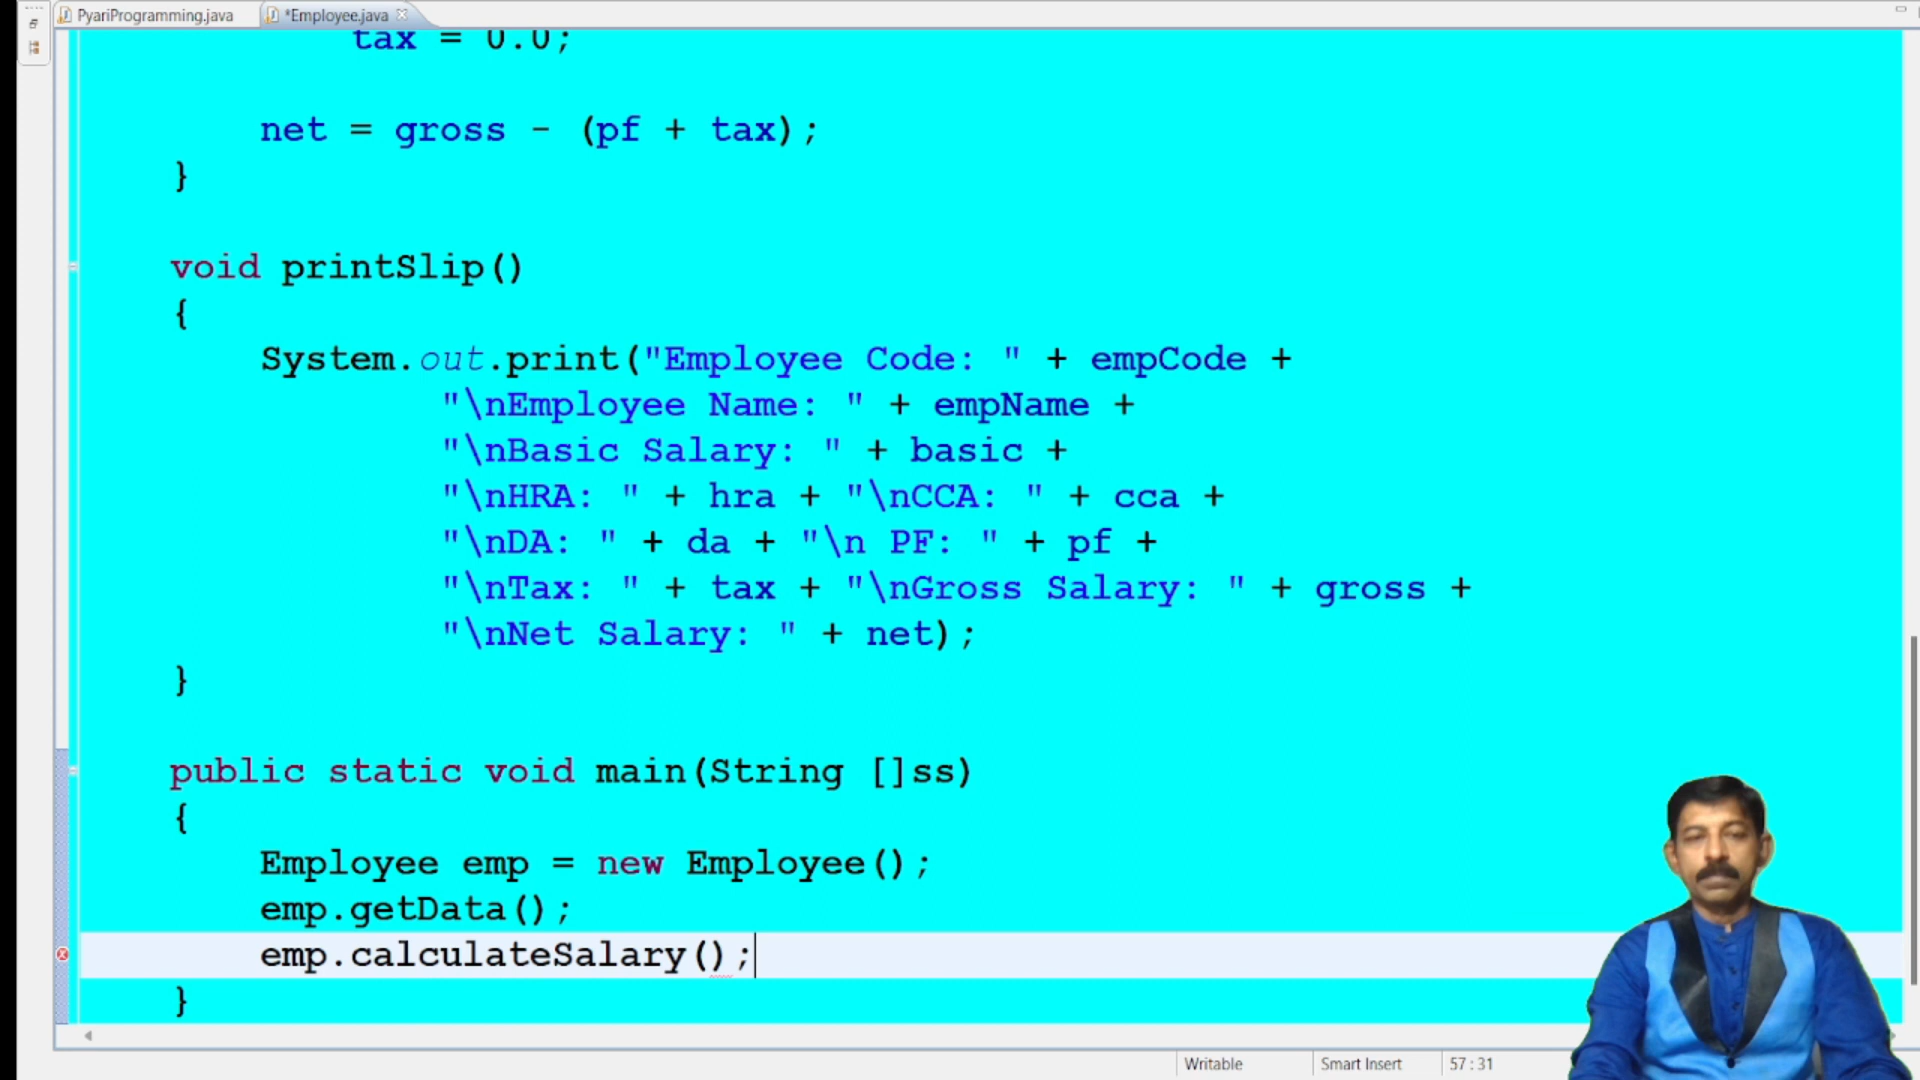 PyariProgramming.java
*Employee.java
tax = 0.0;
net = gross - (pf + tax);
}
void printSlip()
{
System.out.print("Employee Code: " + empCode +
"\nEmployee Name: " + empName +
"\nBasic Salary: " + basic +
"\nHRA: " + hra + "\nCCA: " + cca +
"\nDA: " + da + "\n PF: " + pf +
"\nTax: " + tax + "\nGross Salary: " + gross +
"\nNet Salary: " + net);
}
public static void main(String []ss)
{
Employee emp = new Employee();
emp.getData();
emp.calculateSalary();
}
Writable
Smart Insert
57 : 31